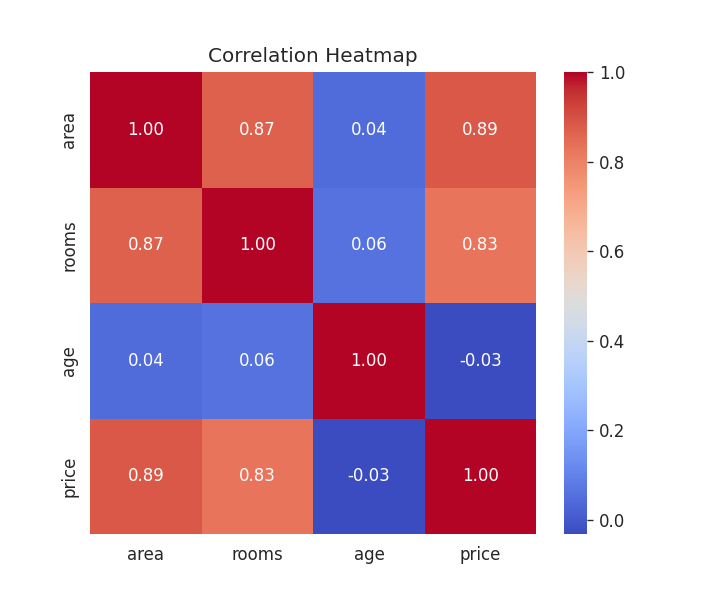 Correlation Heatmap
area 1.00 0.87 0.04 0.89
rooms 0.87 1.00 0.06 0.83
age 0.04 0.06 1.00 -0.03
price 0.89 0.83 -0.03 1.00
area rooms age price
1.0
0.8
0.6
0.4
0.2
0.0